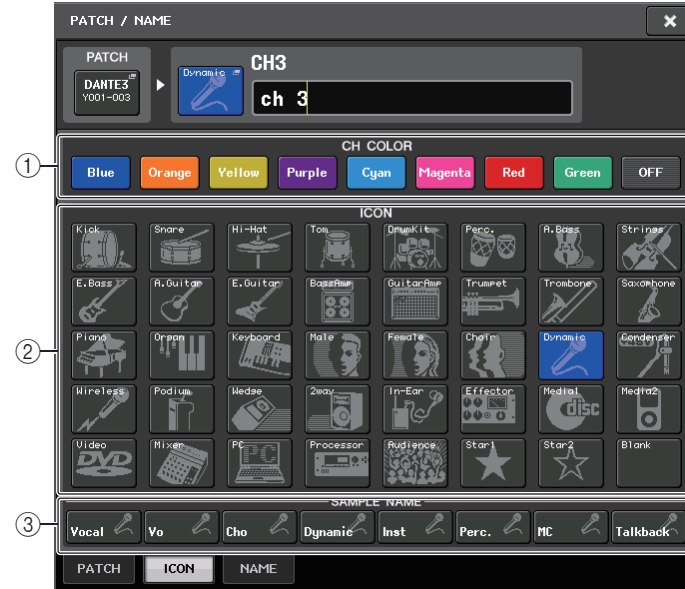 PATCH / NAME
×
PATCH
DANTE3
Y001-003
Dynamic
CH3
ch 3
1
CH COLOR
Blue Orange Yellow Purple Cyan Magenta Red Green OFF
2
ICON
Kick Snare Hi-Hat Tom DrumKit Perc. A.Bass Strings
E.Bass A.Guitar E.Guitar BassAmp GuitarAmp Trumpet Trombone Saxophone
Piano Organ Keyboard Male Female Choir Dynamic Condenser
Wireless Podium Wedge 2way In-Ear Effector Media1 Media2
disc
Video Mixer PC Processor Audience Star1 Star2 Blank
DVD PC
3
SAMPLE NAME
Vocal Vo Cho Dynamic Inst Perc. MC Talkback
PATCH ICON NAME